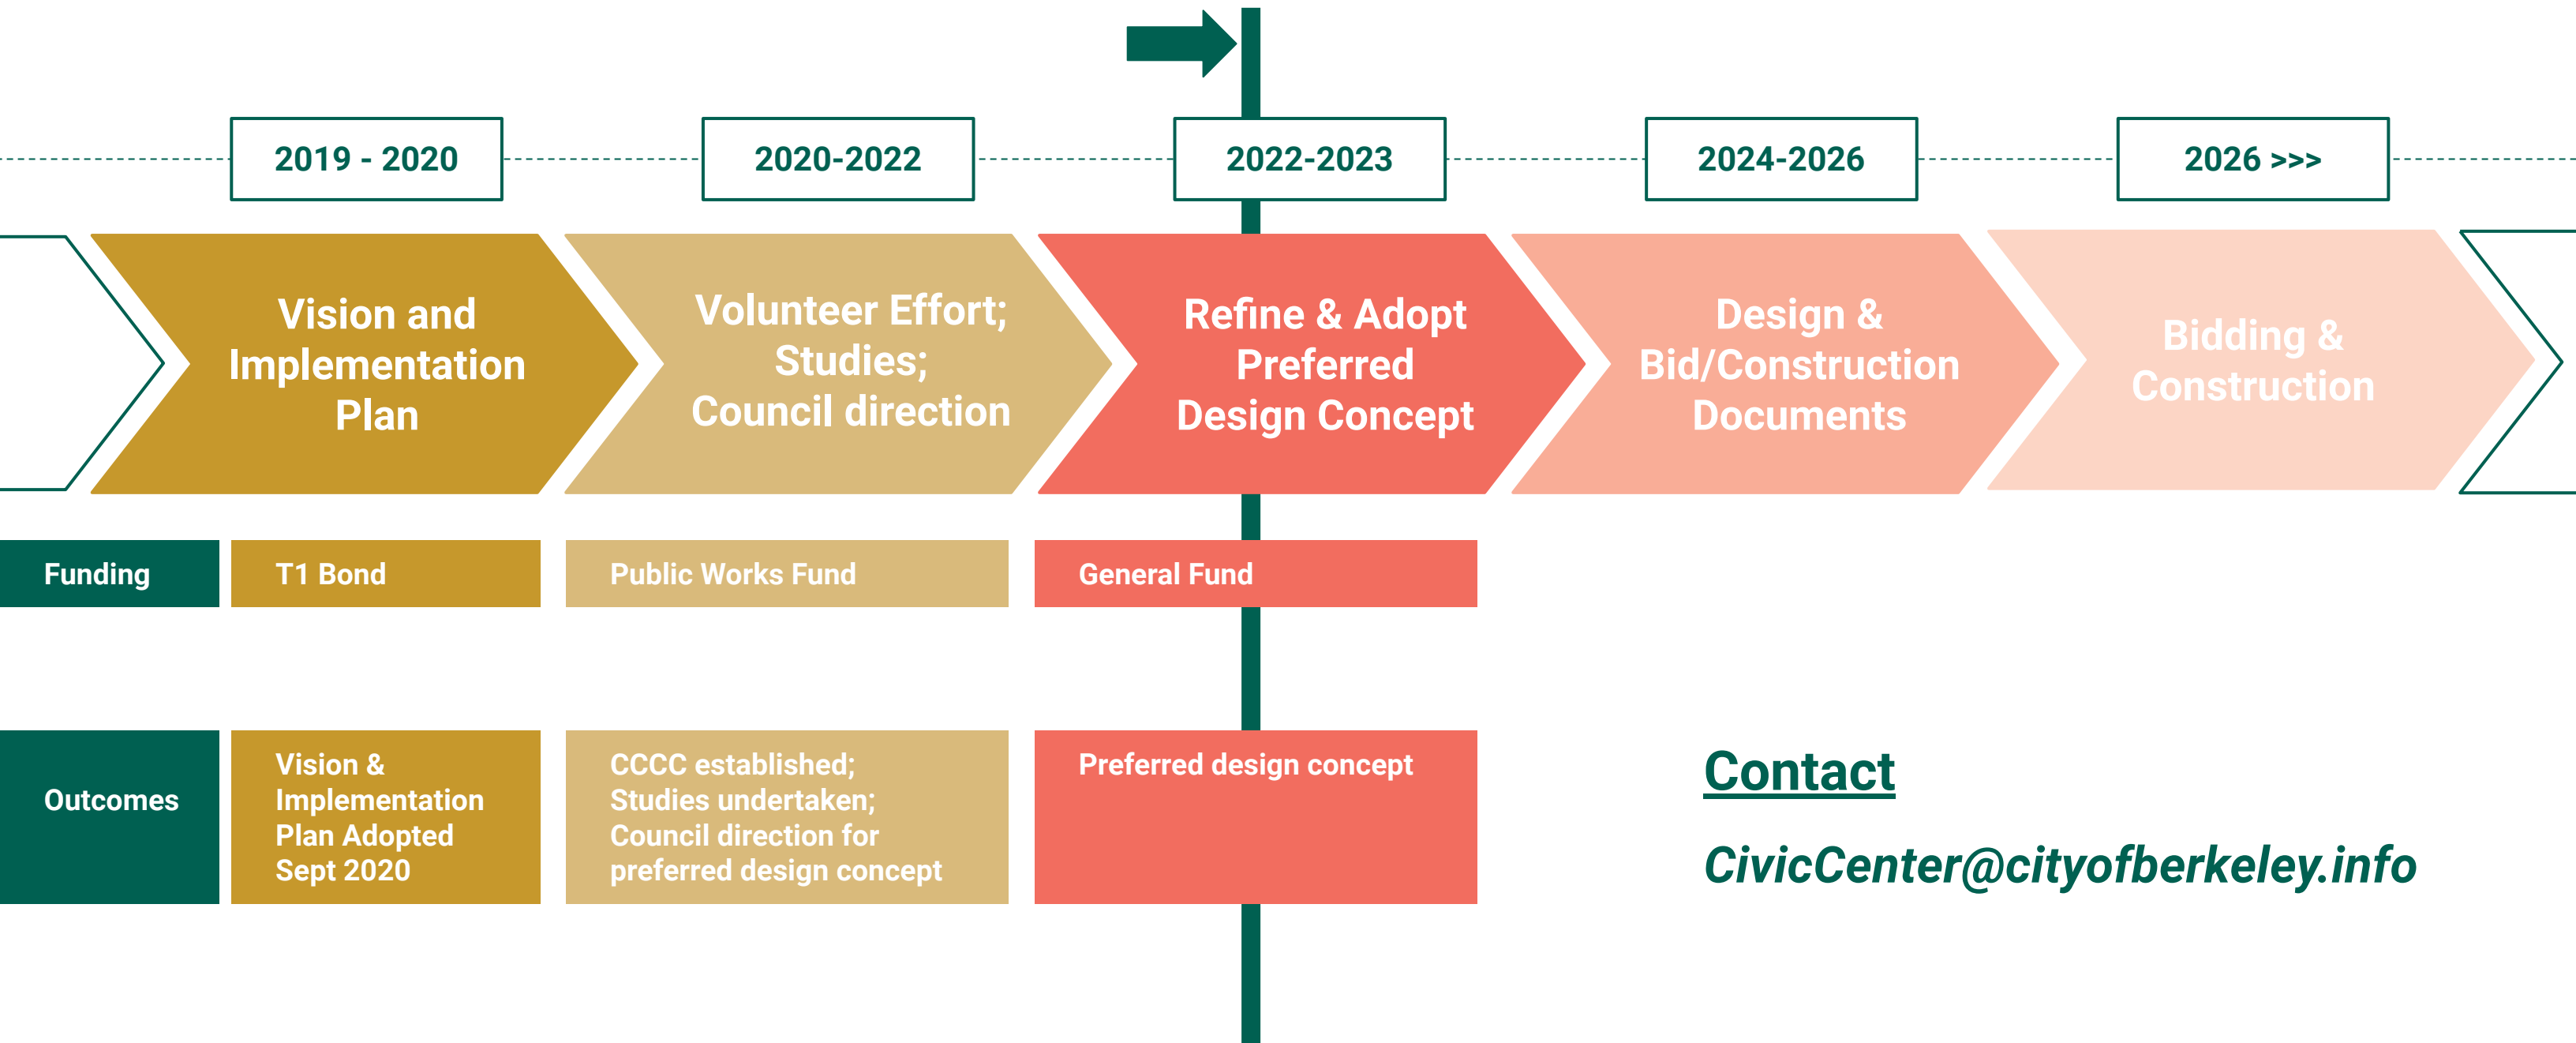 2019 - 2020
2020-2022
2022-2023
2024-2026
2026 >>>
Vision and
Implementation
Plan
Volunteer Effort;
Studies;
Council direction
Refine & Adopt
Preferred
Design Concept
Design &
Bid/Construction
Documents
Bidding &
Construction
Funding
T1 Bond
Public Works Fund
General Fund
Outcomes
Vision &
Implementation
Plan Adopted
Sept 2020
CCCC established;
Studies undertaken;
Council direction for
preferred design concept
Preferred design concept
Contact
CivicCenter@cityofberkeley.info